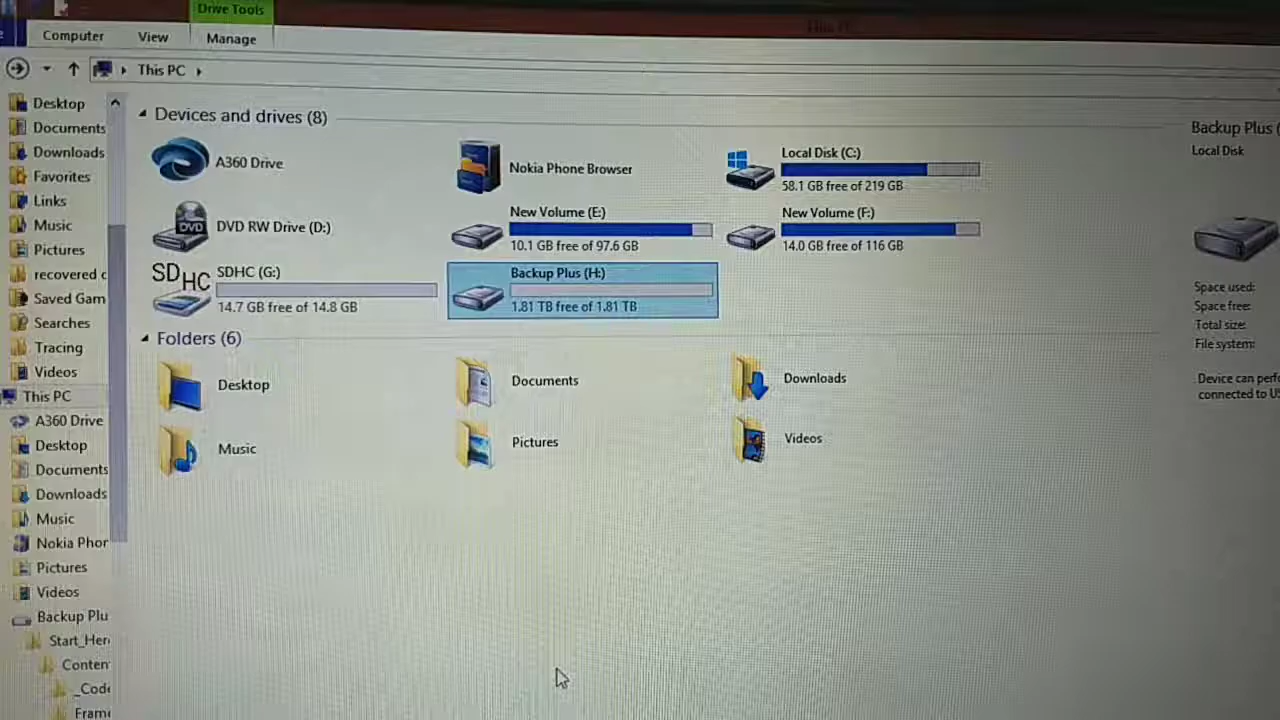 Drive Tools
This PC
Computer
View
Manage
This PC
Desktop
Documents
Downloads
Favorites
Links
Music
Pictures
recovered c
Saved Gam
Searches
Tracing
Videos
This PC
A360 Drive
Desktop
Documents
Downloads
Music
Nokia Phor
Pictures
Videos
Backup Plu
Start_Her
Conten
_Code
Frame
Devices and drives (8)
A360 Drive
Nokia Phone Browser
Local Disk (C:)
58.1 GB free of 219 GB
DVD
DVD RW Drive (D:)
New Volume (E:)
10.1 GB free of 97.6 GB
New Volume (F:)
14.0 GB free of 116 GB
SDHC
SDHC (G:)
14.7 GB free of 14.8 GB
Backup Plus (H:)
1.81 TB free of 1.81 TB
Folders (6)
Desktop
Documents
Downloads
Music
Pictures
Videos
Backup Plus (
Local Disk
Space used:
Space free:
Total size:
File system:
Device can perf
connected to US